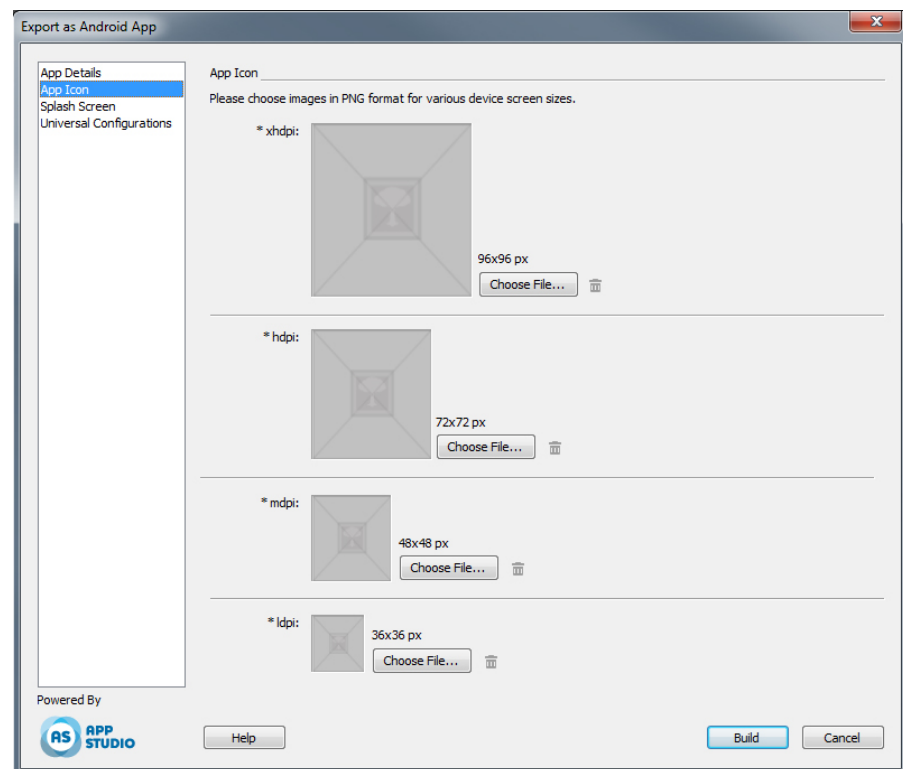 Export as Android App
App Details
App Icon
Splash Screen
Universal Configurations
App Icon
Please choose images in PNG format for various device screen sizes.
* xhdpi:
96x96 px
Choose File...
* hdpi:
72x72 px
Choose File...
* mdpi:
48x48 px
Choose File...
* ldpi:
36x36 px
Choose File...
Powered By
AS APP STUDIO
Help
Build
Cancel